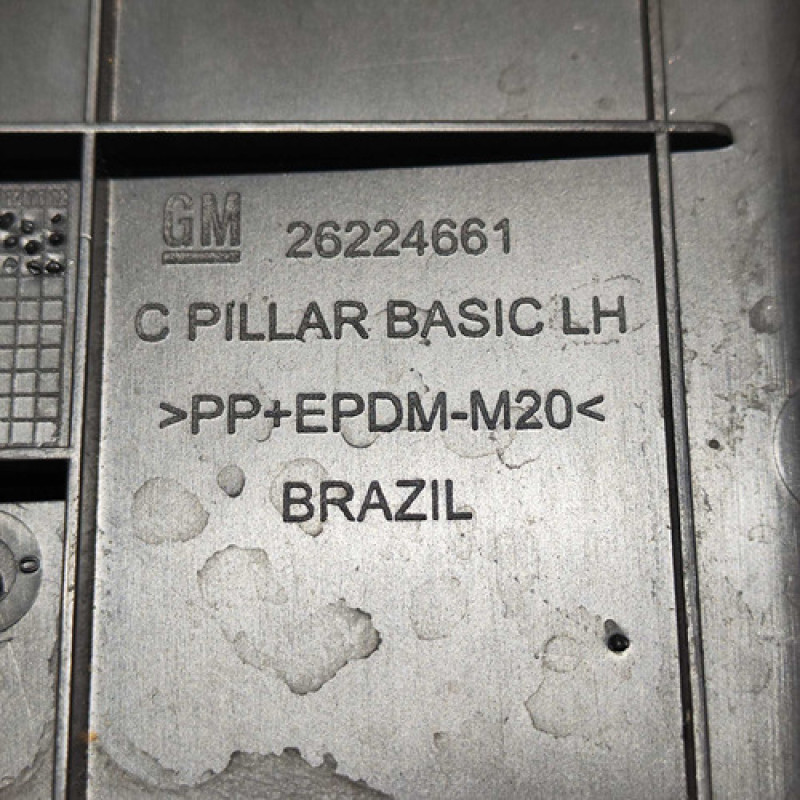 GM 26224661
C PILLAR BASIC LH
>PP+EPDM-M20<
BRAZIL